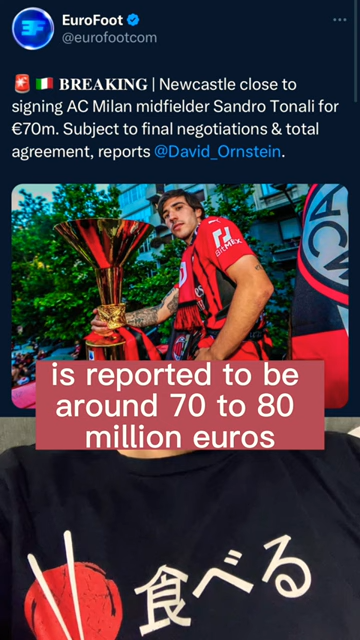 EuroFoot
@eurofootcom
🚨 🇮🇹 𝐁𝐑𝐄𝐀𝐊𝐈𝐍𝐆 | Newcastle close to
signing AC Milan midfielder Sandro Tonali for
€70m. Subject to final negotiations & total
agreement, reports @David_Ornstein.
BITMEX
is reported to be
around 70 to 80
million euros
食べる